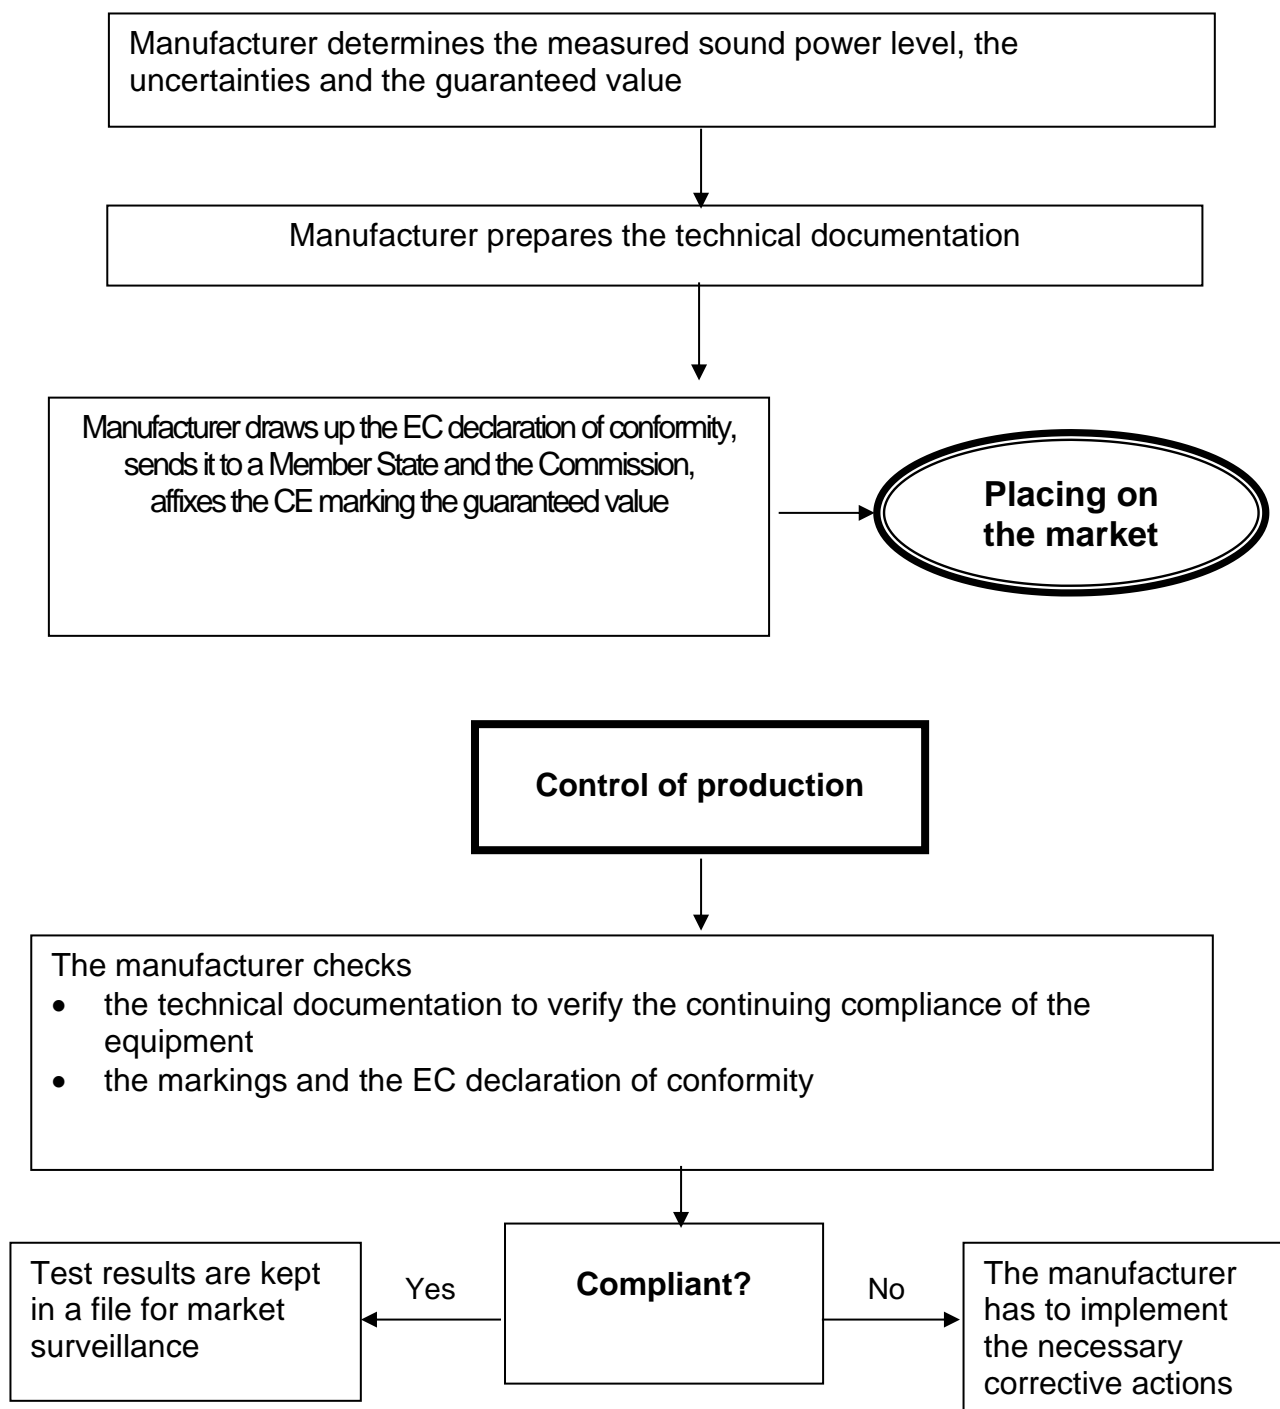 Manufacturer determines the measured sound power level, the
uncertainties and the guaranteed value
Manufacturer prepares the technical documentation
Manufacturer draws up the EC declaration of conformity,
sends it to a Member State and the Commission,
affixes the CE marking the guaranteed value
Placing on
the market
Control of production
The manufacturer checks
• the technical documentation to verify the continuing compliance of the
equipment
• the markings and the EC declaration of conformity
Test results are kept
in a file for market
surveillance
Yes
Compliant?
No
The manufacturer
has to implement
the necessary
corrective actions